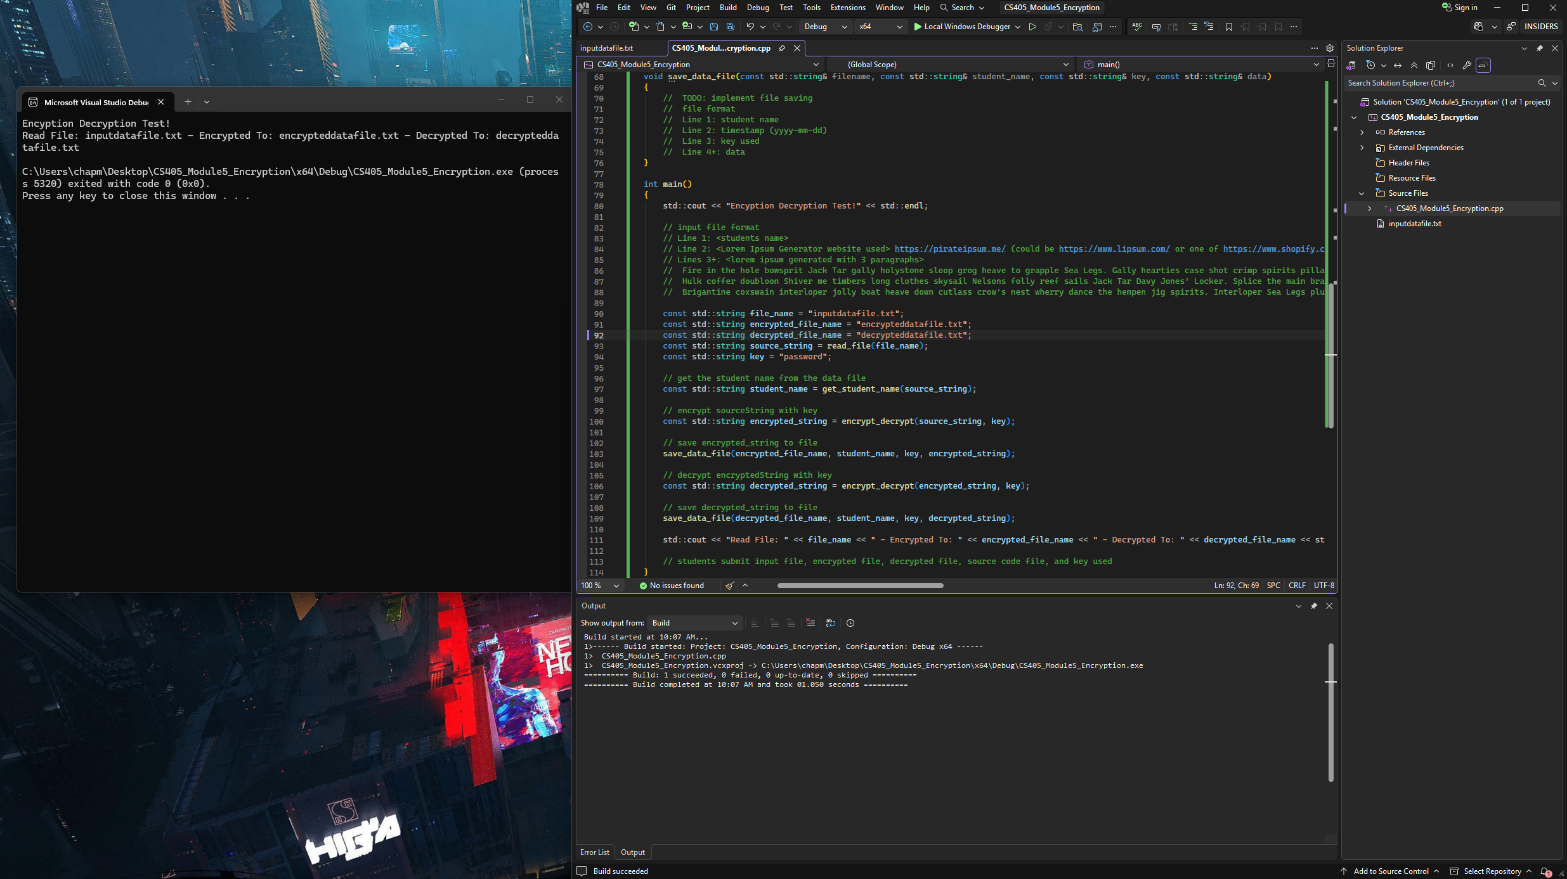 Microsoft Visual Studio Debug
Encyption Decryption Test!
Read File: inputdatafile.txt - Encrypted To: encrypteddatafile.txt - Decrypted To: decryptedda
tafile.txt
C:\Users\chapm\Desktop\CS405_Module5_Encryption\x64\Debug\CS405_Module5_Encryption.exe (proces
s 5320) exited with code 0 (0x0).
Press any key to close this window . . .
HIGYA
File Edit View Git Project Build Debug Test Tools Analyze Extensions Window Help Search CS405_Module5_Encryption Sign in
Debug x64 Local Windows Debugger INSIDERS
inputdatafile.txt CS405_Modul...cryption.cpp
CS405_Module5_Encryption (Global Scope) main()
68 void save_data_file(const std::string& filename, const std::string& student_name, const std::string& key, const std::string& data)
69 {
70 // TODO: implement file saving
71 // file format
72 // Line 1: student name
73 // Line 2: timestamp (yyyy-mm-dd)
74 // Line 3: key used
75 // Line 4+: data
76 }
77
78 int main()
79 {
80 std::cout << "Encyption Decryption Test!" << std::endl;
81
82 // input file format
83 // Line 1: <students name>
84 // Line 2: <Lorem Ipsum Generator website used> https://pirateipsum.me/ (could be https://www.lipsum.com/ or one of https://www.shopify.c
85 // Lines 3+: <lorem ipsum generated with 3 paragraphs>
86 // Fire in the hole bowsprit Jack Tar gally holystone sloop grog heave to grapple Sea Legs. Gally hearties case shot crimp spirits pilla
87 // Hulk coffer doubloon Shiver me timbers long clothes skysail Nelsons folly reef sails Jack Tar Davy Jones' Locker. Splice the main bra
88 // Brigantine coxswain interloper jolly boat heave down cutlass crow's nest wherry dance the hempen jig spirits. Interloper Sea Legs plu
89
90 const std::string file_name = "inputdatafile.txt";
91 const std::string encrypted_file_name = "encrypteddatafile.txt";
92 const std::string decrypted_file_name = "decrypteddatafile.txt";
93 const std::string source_string = read_file(file_name);
94 const std::string key = "password";
95
96 // get the student name from the data file
97 const std::string student_name = get_student_name(source_string);
98
99 // encrypt sourceString with key
100 const std::string encrypted_string = encrypt_decrypt(source_string, key);
101
102 // save encrypted_string to file
103 save_data_file(encrypted_file_name, student_name, key, encrypted_string);
104
105 // decrypt encryptedString with key
106 const std::string decrypted_string = encrypt_decrypt(encrypted_string, key);
107
108 // save decrypted_string to file
109 save_data_file(decrypted_file_name, student_name, key, decrypted_string);
110
111 std::cout << "Read File: " << file_name << " - Encrypted To: " << encrypted_file_name << " - Decrypted To: " << decrypted_file_name << st
112
113 // students submit input file, encrypted file, decrypted file, source code file, and key used
114 }
100 % No issues found Ln: 92, Ch: 69 SPC CRLF UTF-8
Output
Show output from: Build
Build started at 10:07 AM...
1>------ Build started: Project: CS405_Module5_Encryption, Configuration: Debug x64 ------
1> CS405_Module5_Encryption.cpp
1> CS405_Module5_Encryption.vcxproj -> C:\Users\chapm\Desktop\CS405_Module5_Encryption\x64\Debug\CS405_Module5_Encryption.exe
========== Build: 1 succeeded, 0 failed, 0 up-to-date, 0 skipped ==========
========== Build completed at 10:07 AM and took 01.050 seconds ==========
Error List Output
Build succeeded Add to Source Control Select Repository
Solution Explorer
Search Solution Explorer (Ctrl+;)
Solution 'CS405_Module5_Encryption' (1 of 1 project)
CS405_Module5_Encryption
References
External Dependencies
Header Files
Resource Files
Source Files
CS405_Module5_Encryption.cpp
inputdatafile.txt